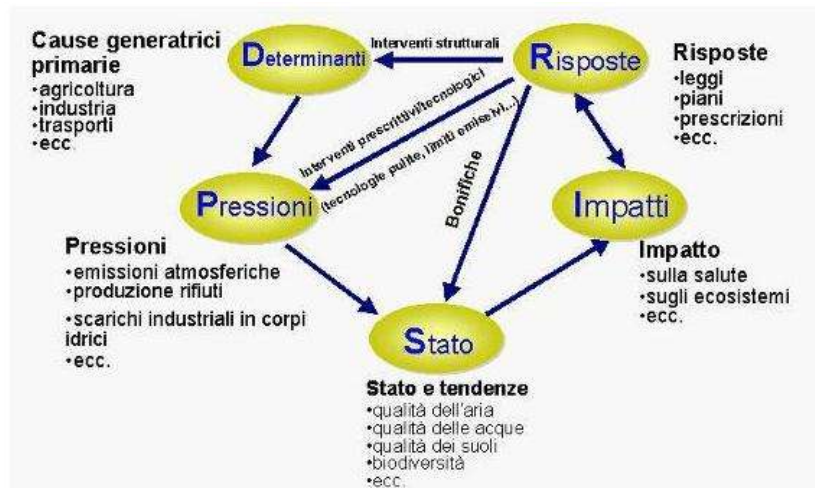 Cause generatrici
primarie
•agricoltura
•industria
•trasporti
•ecc.
Determinanti
Interventi strutturali
Risposte
Risposte
•leggi
•piani
•prescrizioni
•ecc.
Interventi prescrittivi/tecnologici
(tecnologie pulite, limiti emissivi...)
Bonifiche
Pressioni
Impatti
Pressioni
•emissioni atmosferiche
•produzione rifiuti
•scarichi industriali in corpi
idrici
•ecc.
Impatto
•sulla salute
•sugli ecosistemi
•ecc.
Stato
Stato e tendenze
•qualità dell'aria
•qualità delle acque
•qualità dei suoli
•biodiversità
•ecc.